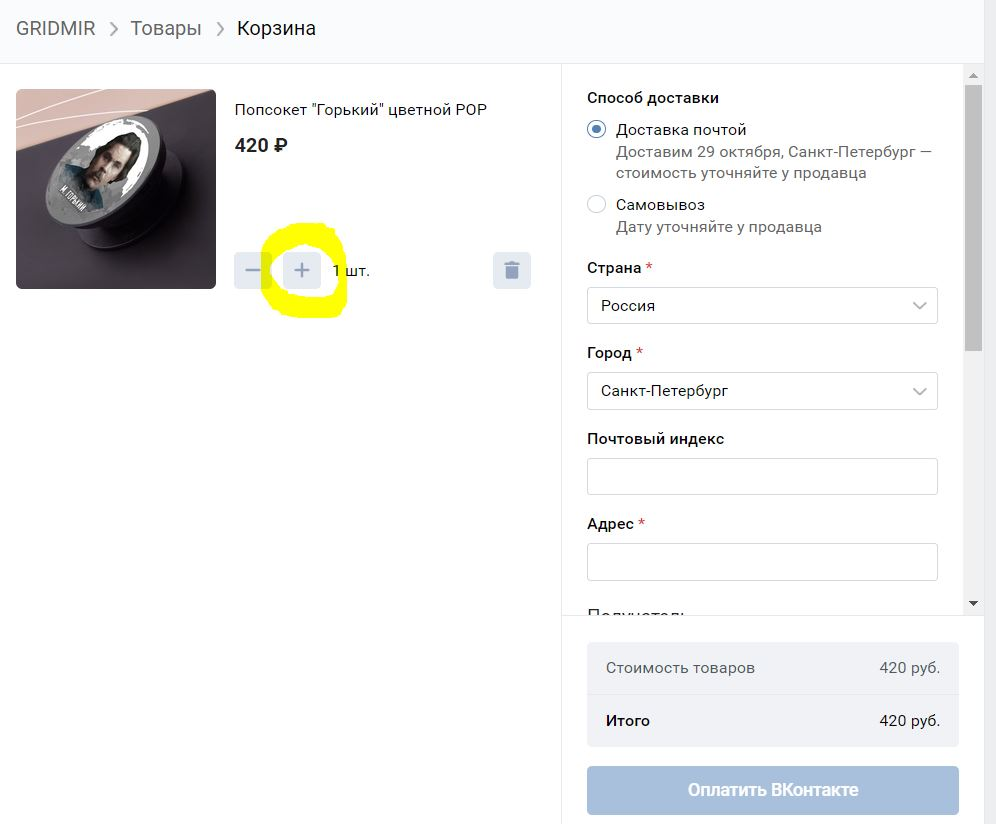 GRIDMIR > Товары > Корзина
М. ГОРЬКИЙ
Попсокет "Горький" цветной POP
420 ₽
1 шт.
Способ доставки
Доставка почтой
Доставим 29 октября, Санкт-Петербург —
стоимость уточняйте у продавца
Самовывоз
Дату уточняйте у продавца
Страна *
Россия
Город *
Санкт-Петербург
Почтовый индекс
Адрес *
Получатель
Стоимость товаров 420 руб.
Итого 420 руб.
Оплатить ВКонтакте